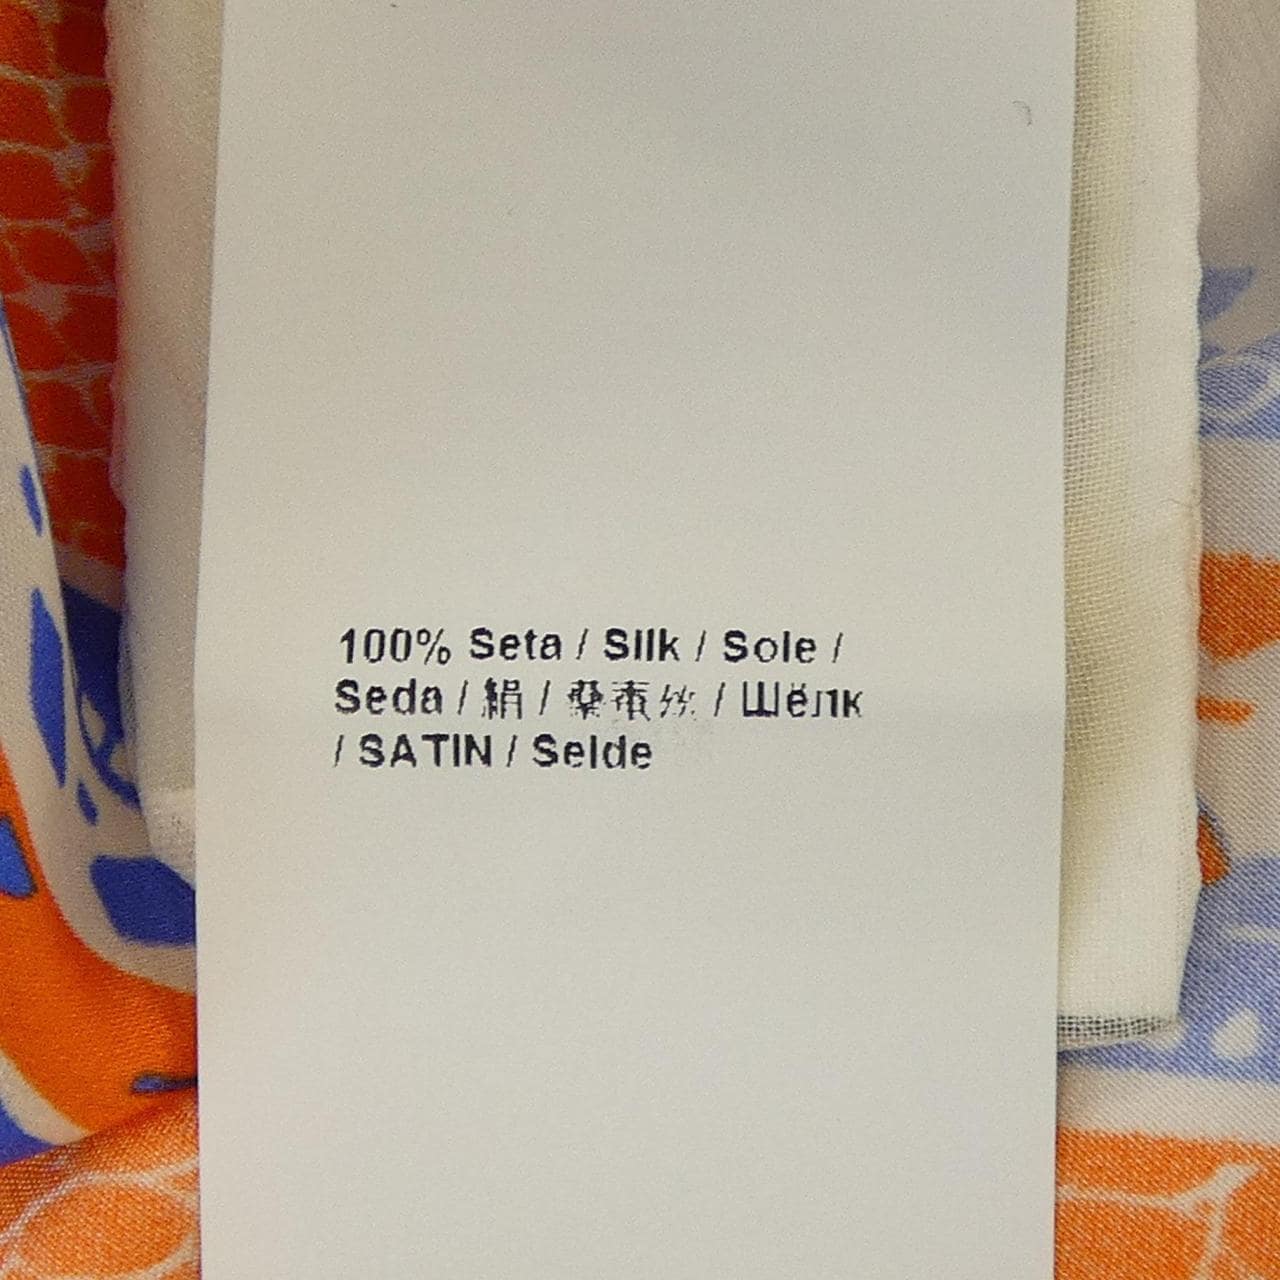 100% Seta / Silk / Sole /
Seda / 絹 / 桑蚕丝 / Шёлк
/ SATIN / Seide